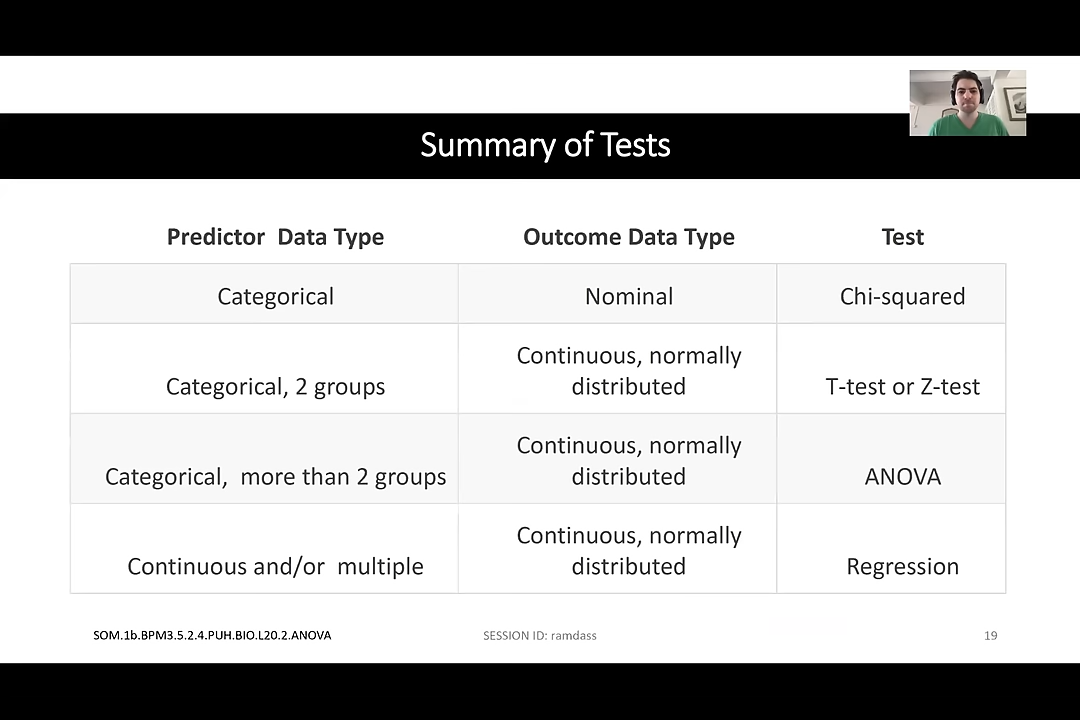 Summary of Tests
Predictor  Data Type
Outcome Data Type
Test
Categorical
Nominal
Chi-squared
Categorical, 2 groups
Continuous, normally
distributed
T-test or Z-test
Categorical,  more than 2 groups
Continuous, normally
distributed
ANOVA
Continuous and/or  multiple
Continuous, normally
distributed
Regression
SOM.1b.BPM3.5.2.4.PUH.BIO.L20.2.ANOVA
SESSION ID: ramdass
19